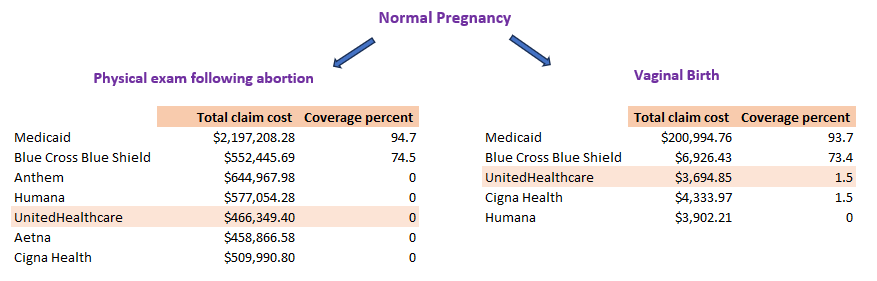 Normal Pregnancy
Physical exam following abortion
Total claim cost Coverage percent
Medicaid $2,197,208.28 94.7
Blue Cross Blue Shield $552,445.69 74.5
Anthem $644,967.98 0
Humana $577,054.28 0
UnitedHealthcare $466,349.40 0
Aetna $458,866.58 0
Cigna Health $509,990.80 0
Vaginal Birth
Total claim cost Coverage percent
Medicaid $200,994.76 93.7
Blue Cross Blue Shield $6,926.43 73.4
UnitedHealthcare $3,694.85 1.5
Cigna Health $4,333.97 1.5
Humana $3,902.21 0